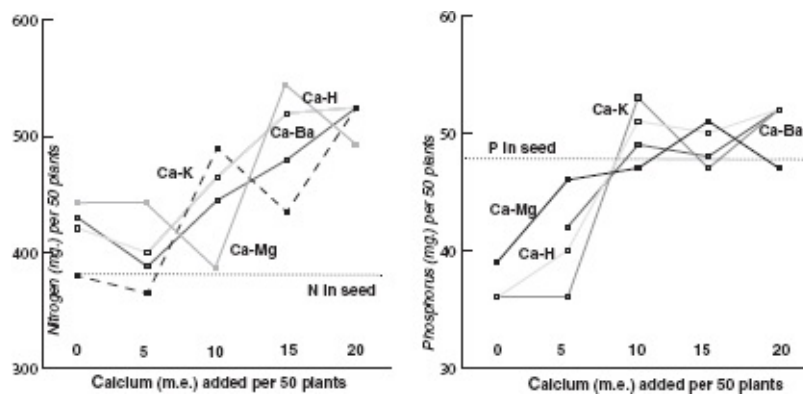 600
500
400
300
Nitrogen (mg.) per 50 plants
Ca-H
Ca-Ba
Ca-K
Ca-Mg
N in seed
0 5 10 15 20
Calcium (m.e.) added per 50 plants
60
50
40
30
Phosphorus (mg.) per 50 plants
Ca-K
Ca-Ba
P in seed
Ca-Mg
Ca-H
0 5 10 15 20
Calcium (m.e.) added per 50 plants